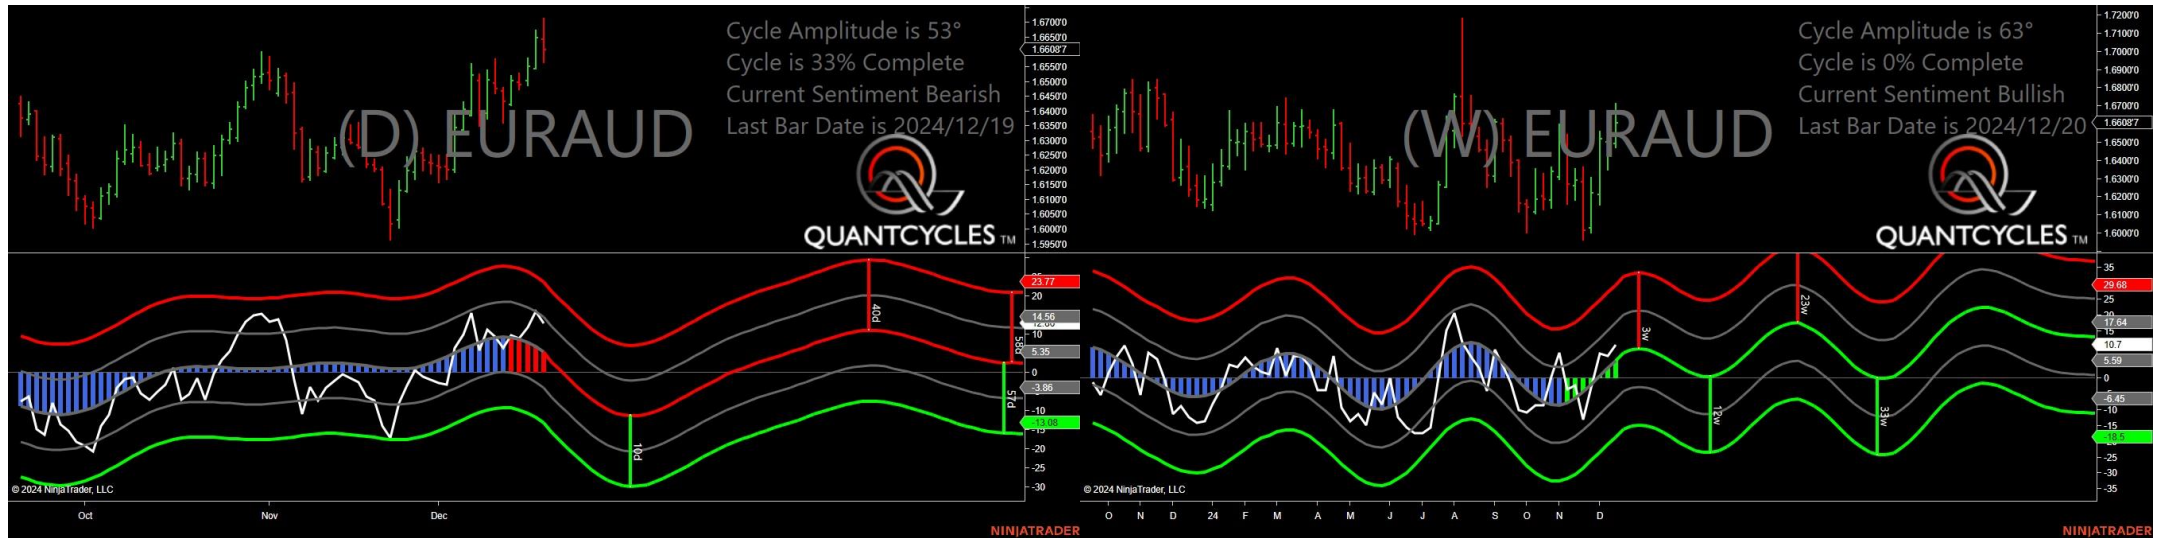 Cycle Amplitude is 53°
Cycle is 33% Complete
Current Sentiment Bearish
Last Bar Date is 2024/12/19
(D) EURAUD
QUANTCYCLES TM
1.6700'0
1.6650'0
1.6608'7
1.6550'0
1.6500'0
1.6450'0
1.6400'0
1.6350'0
1.6300'0
1.6250'0
1.6200'0
1.6150'0
1.6100'0
1.6050'0
1.6000'0
1.5950'0
23.77
20
14.56
10
5.35
0
-3.86
-10
-13.08
-20
-25
-30
40d
58d
57d
10d
© 2024 NinjaTrader, LLC
Oct
Nov
Dec
NINJATRADER
Cycle Amplitude is 63°
Cycle is 0% Complete
Current Sentiment Bullish
Last Bar Date is 2024/12/20
(W) EURAUD
QUANTCYCLES TM
1.7200'0
1.7100'0
1.7000'0
1.6900'0
1.6800'0
1.6700'0
1.6608'7
1.6500'0
1.6400'0
1.6300'0
1.6200'0
1.6100'0
1.6000'0
35
29.68
25
17.64
15
10.7
5.59
0
-6.45
-10
-15
-18.5
-25
-30
-35
3w
23w
12w
33w
© 2024 NinjaTrader, LLC
O N D 24 F M A M J J A S O N D
NINJATRADER